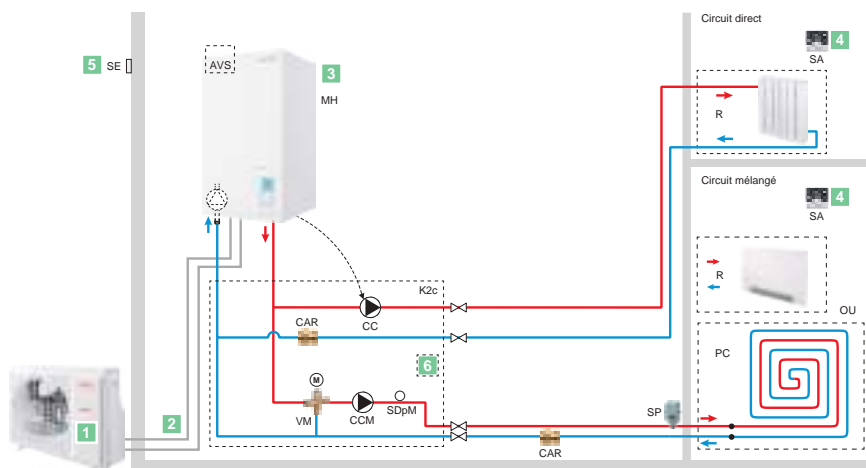 Circuit direct
4
SA
5 SE
AVS
3
MH
R
Circuit mélangé
4
SA
R
OU
K2c
CC
CAR
6
PC
M
VM
CCM
SDpM
SP
CAR
1
2